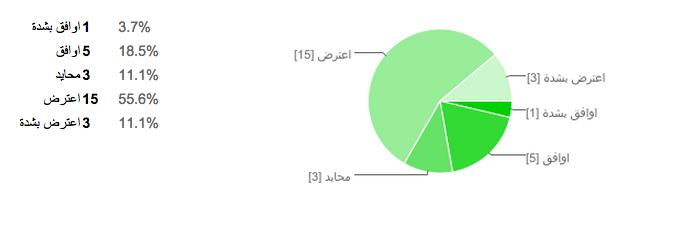 اوافق بشدة 1 3.7%
اوافق 5 18.5%
محايد 3 11.1%
اعترض 15 55.6%
اعترض بشدة 3 11.1%
اعترض [15]
اعترض بشدة [3]
اوافق بشدة [1]
اوافق [5]
محايد [3]